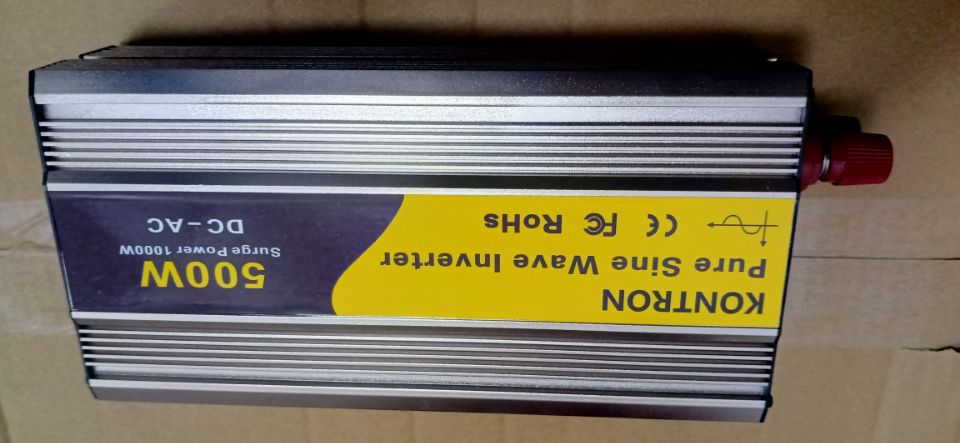 KONTRON
Pure Sine Wave Inverter
CE FC RoHS
500W
Surge Power 1000W
DC-AC